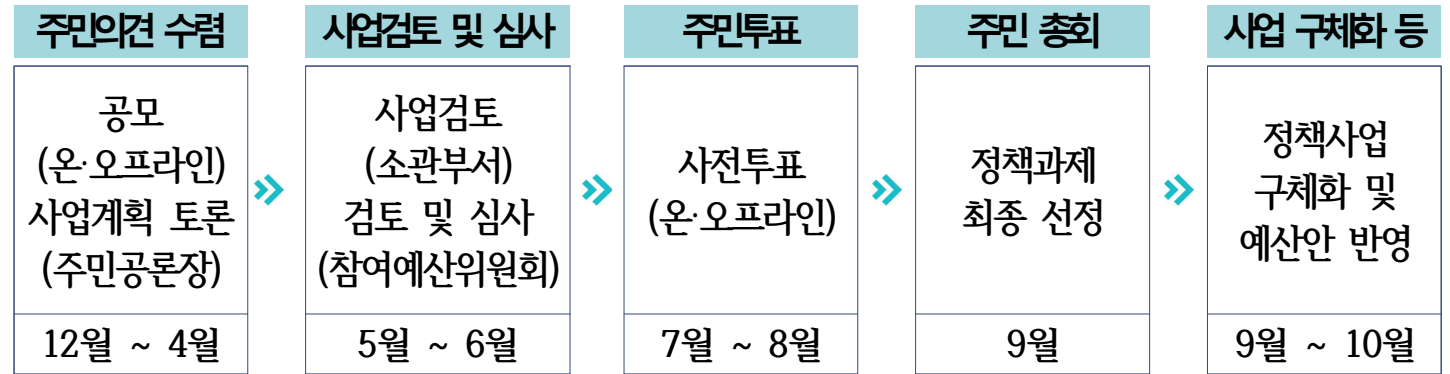 주민의견 수렴
공모
(온·오프라인)
사업계획 토론
(주민공론장)
12월 ~ 4월
»
사업검토 및 심사
사업검토
(소관부서)
검토 및 심사
(참여예산위원회)
5월 ~ 6월
»
주민투표
사전투표
(온·오프라인)
7월 ~ 8월
»
주민 총회
정책과제
최종 선정
9월
»
사업 구체화 등
정책사업
구체화 및
예산안 반영
9월 ~ 10월